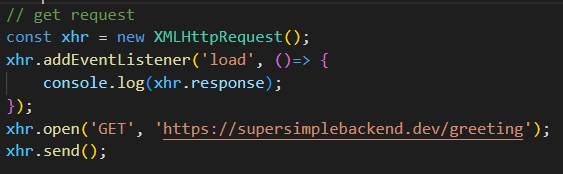 // get request
const xhr = new XMLHttpRequest();
xhr.addEventListener('load', ()=> {
    console.log(xhr.response);
});
xhr.open('GET', 'https://supersimplebackend.dev/greeting');
xhr.send();